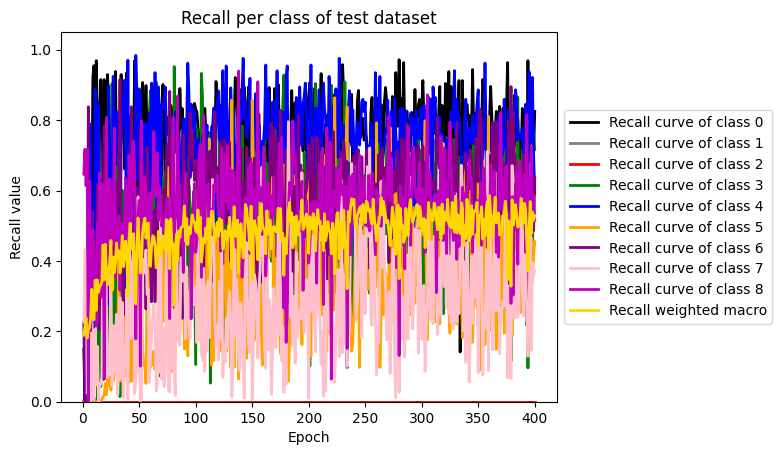 Recall per class of test dataset
Recall value
1.0
0.8
0.6
0.4
0.2
0.0
0
50
100
150
200
250
300
350
400
Epoch
Recall curve of class 0
Recall curve of class 1
Recall curve of class 2
Recall curve of class 3
Recall curve of class 4
Recall curve of class 5
Recall curve of class 6
Recall curve of class 7
Recall curve of class 8
Recall weighted macro